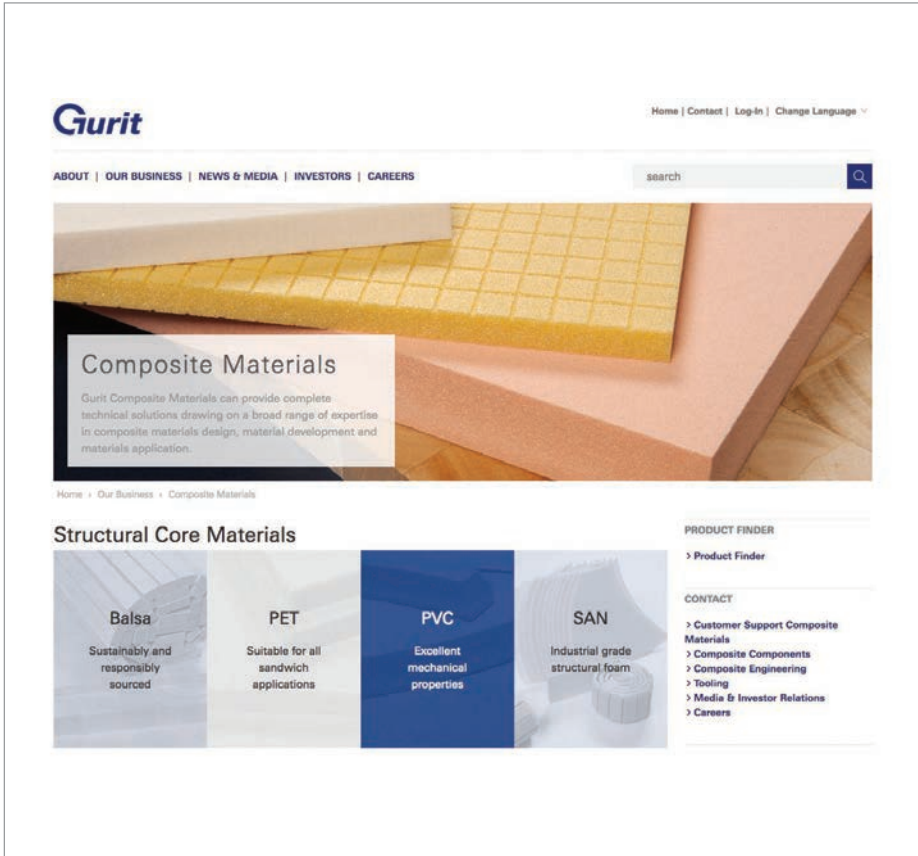 Gurit
Home | Contact | Log-In | Change Language
ABOUT | OUR BUSINESS | NEWS & MEDIA | INVESTORS | CAREERS
search
Composite Materials
Gurit Composite Materials can provide complete
technical solutions drawing on a broad range of expertise
in composite materials design, material development and
materials application.
Home › Our Business › Composite Materials
Structural Core Materials
Balsa
Sustainably and
responsibly
sourced
PET
Suitable for all
sandwich
applications
PVC
Excellent
mechanical
properties
SAN
Industrial grade
structural foam
PRODUCT FINDER
› Product Finder
CONTACT
› Customer Support Composite
Materials
› Composite Components
› Composite Engineering
› Tooling
› Media & Investor Relations
› Careers